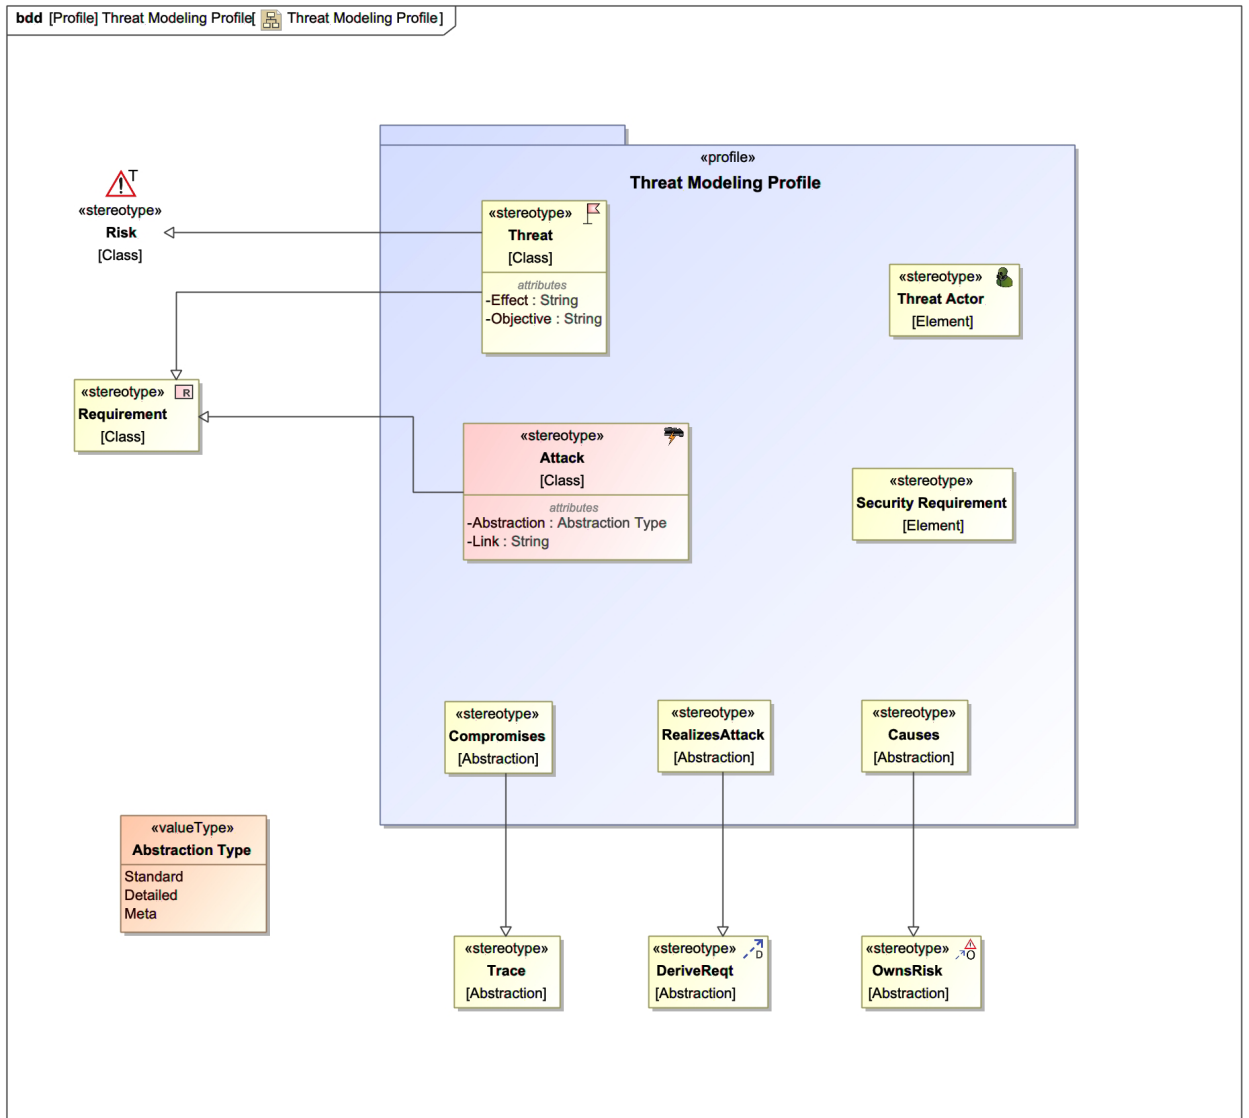 bdd [Profile] Threat Modeling Profile[ Threat Modeling Profile]
«profile»
Threat Modeling Profile
T
«stereotype»
Risk
[Class]
«stereotype»
Threat
[Class]
attributes
-Effect : String
-Objective : String
«stereotype»
Threat Actor
[Element]
«stereotype» R
Requirement
[Class]
«stereotype»
Attack
[Class]
attributes
-Abstraction : Abstraction Type
-Link : String
«stereotype»
Security Requirement
[Element]
«stereotype»
Compromises
[Abstraction]
«stereotype»
RealizesAttack
[Abstraction]
«stereotype»
Causes
[Abstraction]
«valueType»
Abstraction Type
Standard
Detailed
Meta
«stereotype»
Trace
[Abstraction]
«stereotype» D
DeriveReqt
[Abstraction]
«stereotype» O
OwnsRisk
[Abstraction]